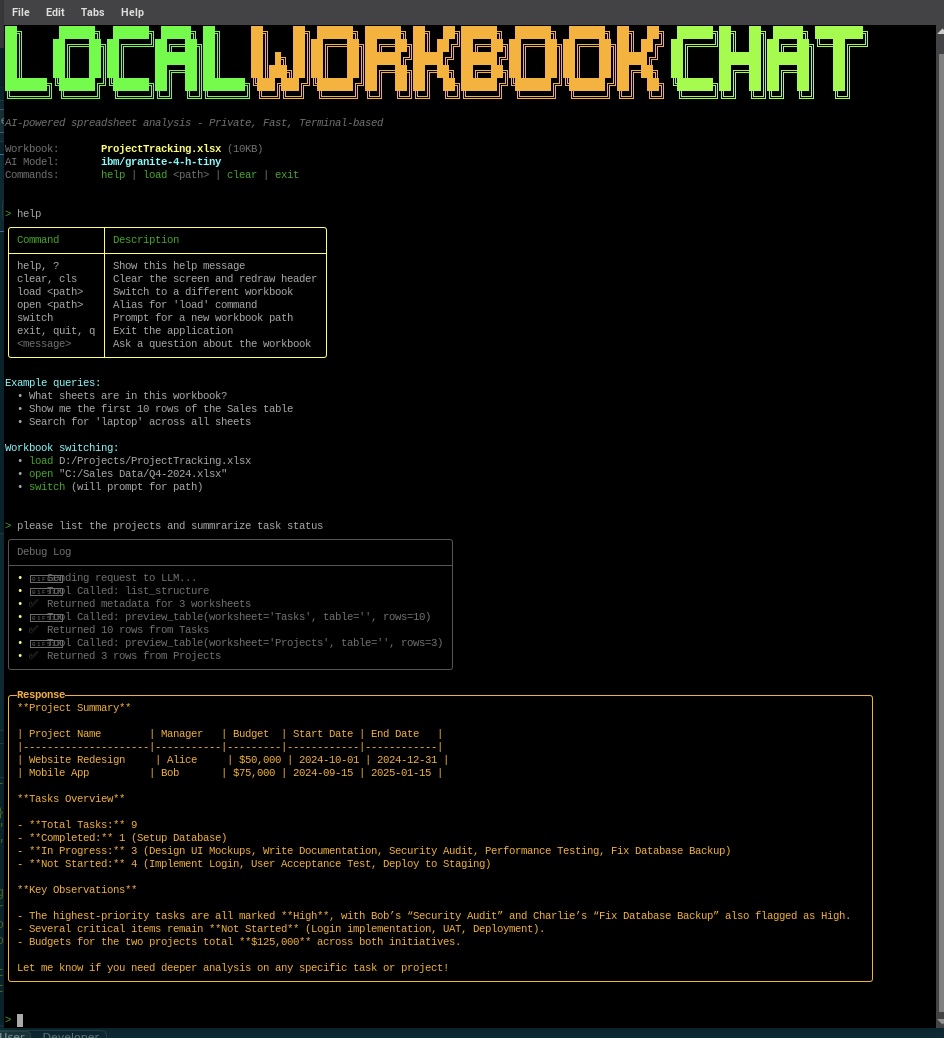 File Edit Tabs Help
LOCAL WORKBOOK CHAT
AI-powered spreadsheet analysis - Private, Fast, Terminal-based
Workbook: ProjectTracking.xlsx (10KB)
AI Model: ibm/granite-4-h-tiny
Commands: help | load <path> | clear | exit
> help
Command Description
help, ? Show this help message
clear, cls Clear the screen and redraw header
load <path> Switch to a different workbook
open <path> Alias for 'load' command
switch Prompt for a new workbook path
exit, quit, q Exit the application
<message> Ask a question about the workbook
Example queries:
• What sheets are in this workbook?
• Show me the first 10 rows of the Sales table
• Search for 'laptop' across all sheets
Workbook switching:
• load D:/Projects/ProjectTracking.xlsx
• open "C:/Sales Data/Q4-2024.xlsx"
• switch (will prompt for path)
> please list the projects and summrarize task status
Debug Log
• Sending request to LLM...
• Tool Called: list_structure
• ✅ Returned metadata for 3 worksheets
• Tool Called: preview_table(worksheet='Tasks', table='', rows=10)
• ✅ Returned 10 rows from Tasks
• Tool Called: preview_table(worksheet='Projects', table='', rows=3)
• ✅ Returned 3 rows from Projects
Response
**Project Summary**
| Project Name | Manager | Budget | Start Date | End Date |
|---------------------|-----------|---------|------------|------------|
| Website Redesign | Alice | $50,000 | 2024-10-01 | 2024-12-31 |
| Mobile App | Bob | $75,000 | 2024-09-15 | 2025-01-15 |
**Tasks Overview**
- **Total Tasks:** 9
- **Completed:** 1 (Setup Database)
- **In Progress:** 3 (Design UI Mockups, Write Documentation, Security Audit, Performance Testing, Fix Database Backup)
- **Not Started:** 4 (Implement Login, User Acceptance Test, Deploy to Staging)
**Key Observations**
- The highest-priority tasks are all marked **High**, with Bob's “Security Audit” and Charlie's “Fix Database Backup” also flagged as High.
- Several critical items remain **Not Started** (Login implementation, UAT, Deployment).
- Budgets for the two projects total **$125,000** across both initiatives.
Let me know if you need deeper analysis on any specific task or project!
>
User Developer